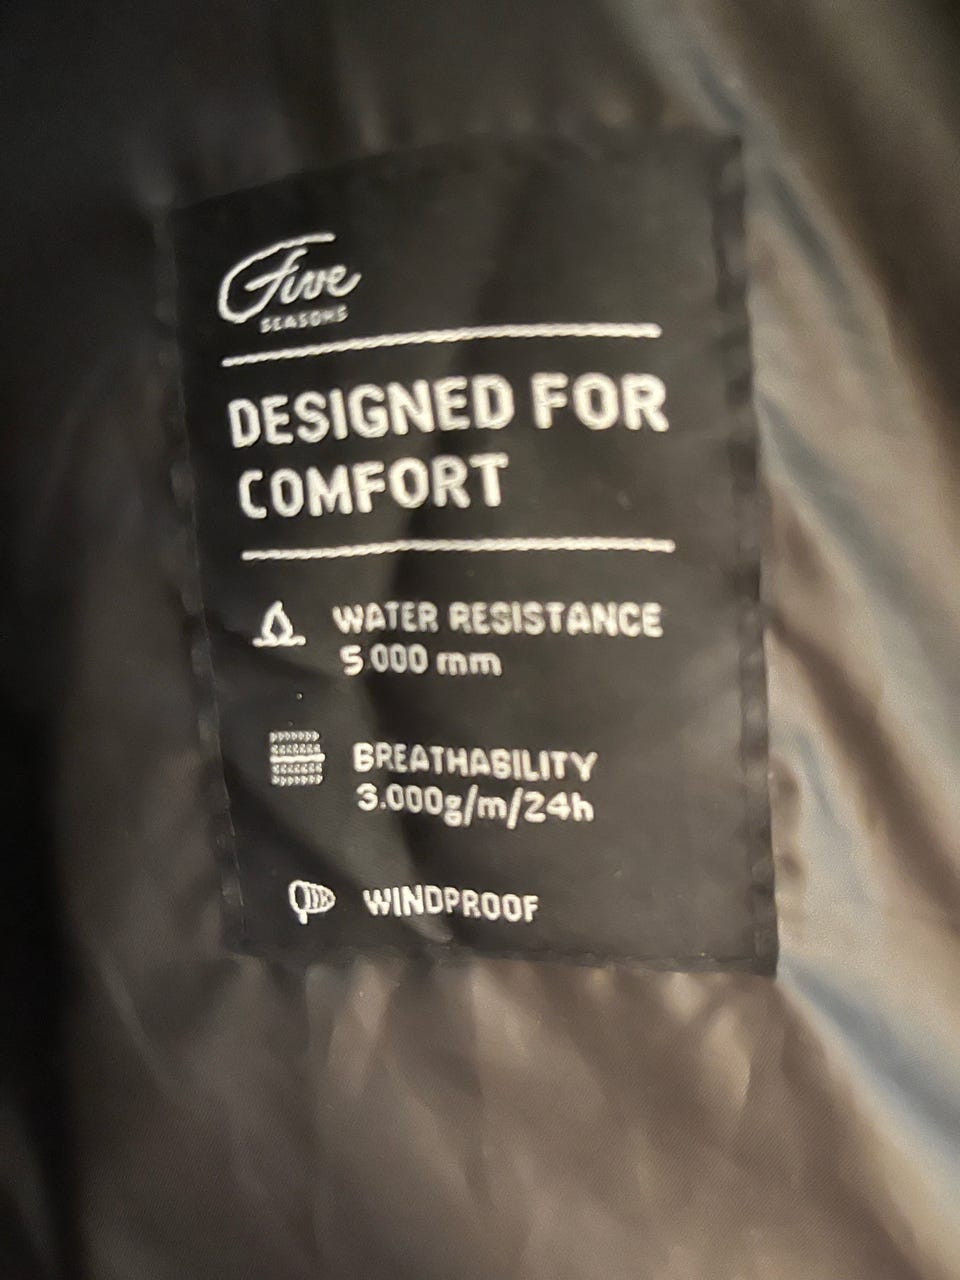 Five
SEASONS
DESIGNED FOR
COMFORT
WATER RESISTANCE
5.000 mm
BREATHABILITY
3.000g/m/24h
WINDPROOF